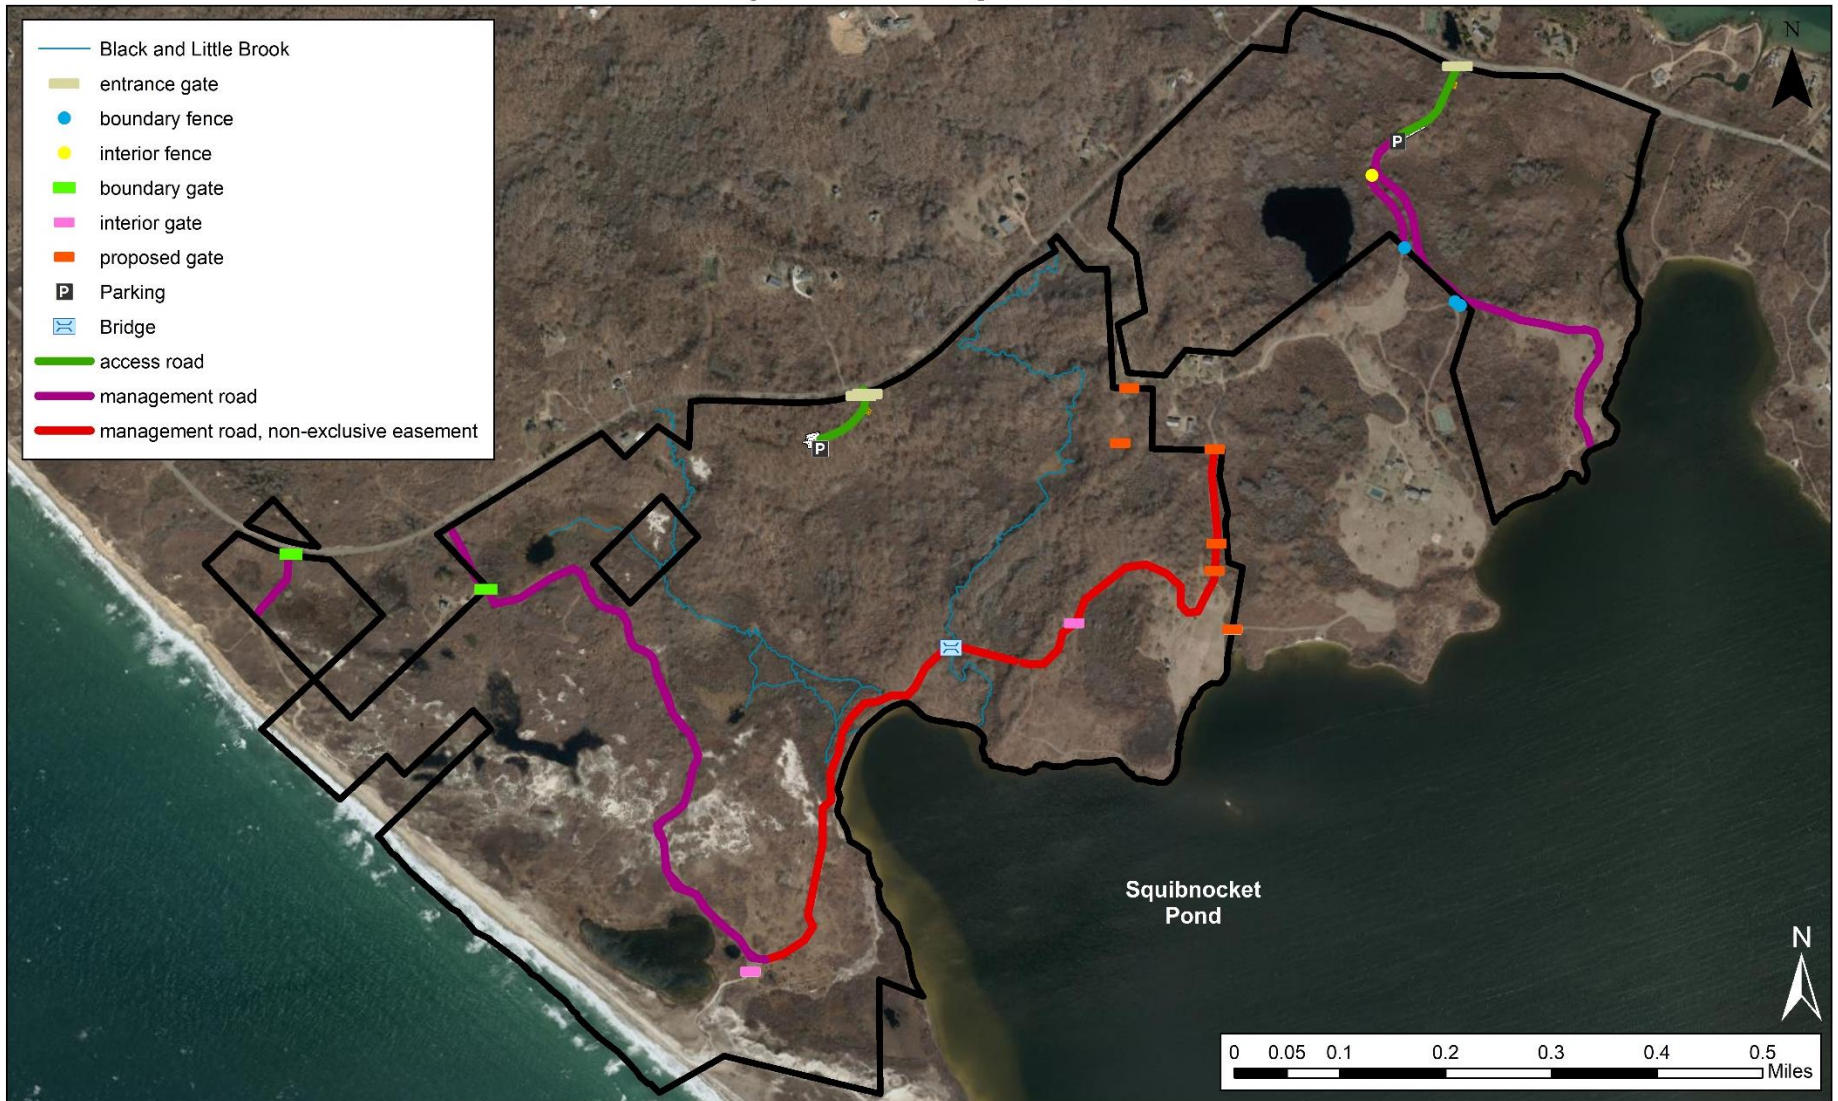 Black and Little Brook
entrance gate
boundary fence
interior fence
boundary gate
interior gate
proposed gate
P Parking
Bridge
access road
management road
management road, non-exclusive easement
N
P
P
Squibnocket
Pond
N
0 0.05 0.1 0.2 0.3 0.4 0.5
Miles